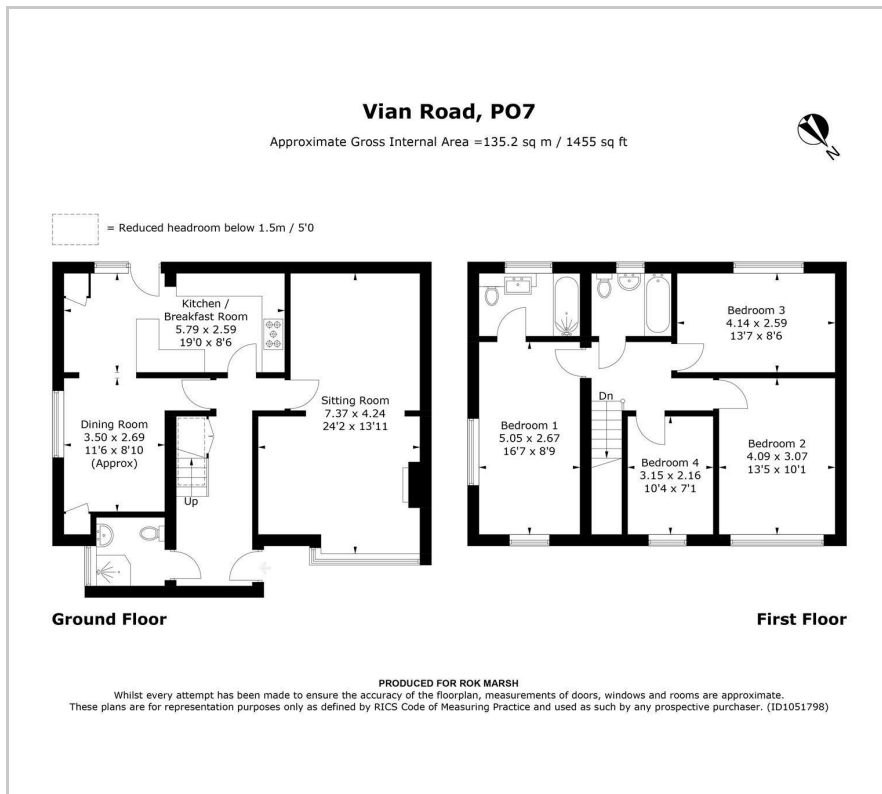 Vian Road, PO7
Approximate Gross Internal Area =135.2 sq m / 1455 sq ft
N
= Reduced headroom below 1.5m / 5'0
Kitchen /
Breakfast Room
5.79 x 2.59
19'0 x 8'6
Sitting Room
7.37 x 4.24
24'2 x 13'11
Dining Room
3.50 x 2.69
11'6 x 8'10
(Approx)
Up
Ground Floor
Bedroom 3
4.14 x 2.59
13'7 x 8'6
Dn
Bedroom 1
5.05 x 2.67
16'7 x 8'9
Bedroom 2
4.09 x 3.07
13'5 x 10'1
Bedroom 4
3.15 x 2.16
10'4 x 7'1
First Floor
PRODUCED FOR ROK MARSH
Whilst every attempt has been made to ensure the accuracy of the floorplan, measurements of doors, windows and rooms are approximate.
These plans are for representation purposes only as defined by RICS Code of Measuring Practice and used as such by any prospective purchaser. (ID1051798)